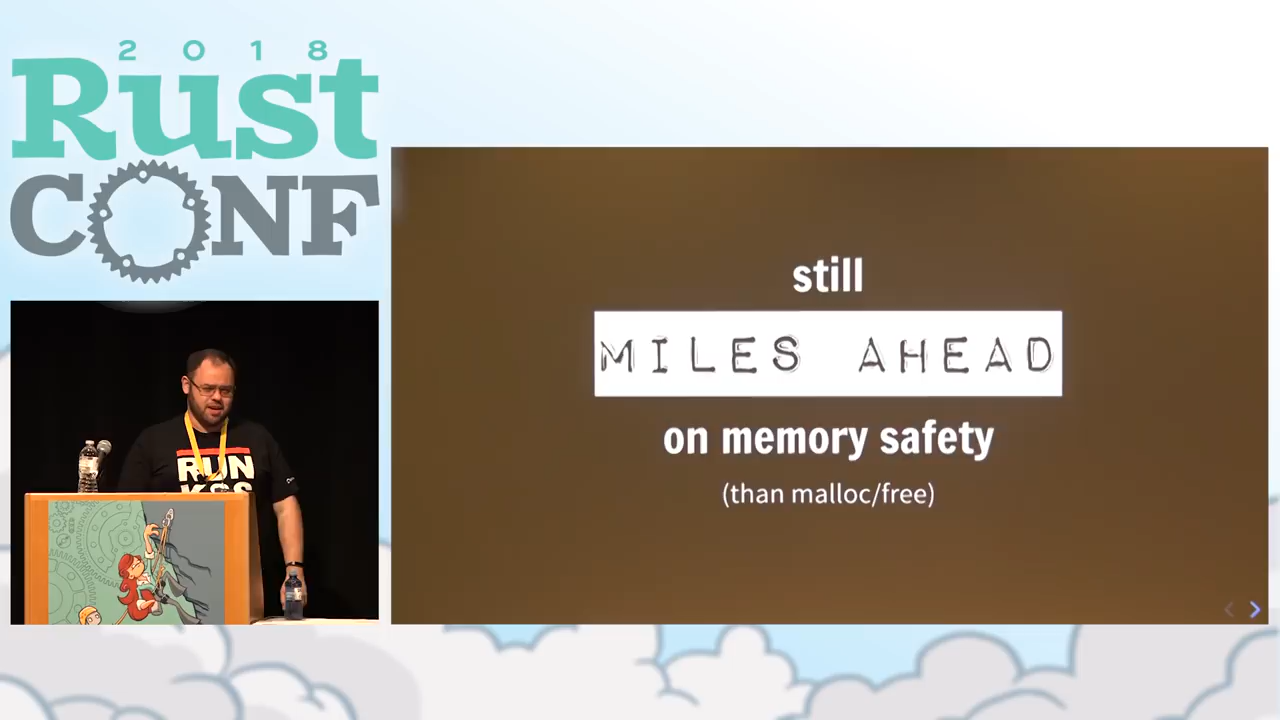 2018
Rust
CONF
still
MILES AHEAD
on memory safety
(than malloc/free)
RUN